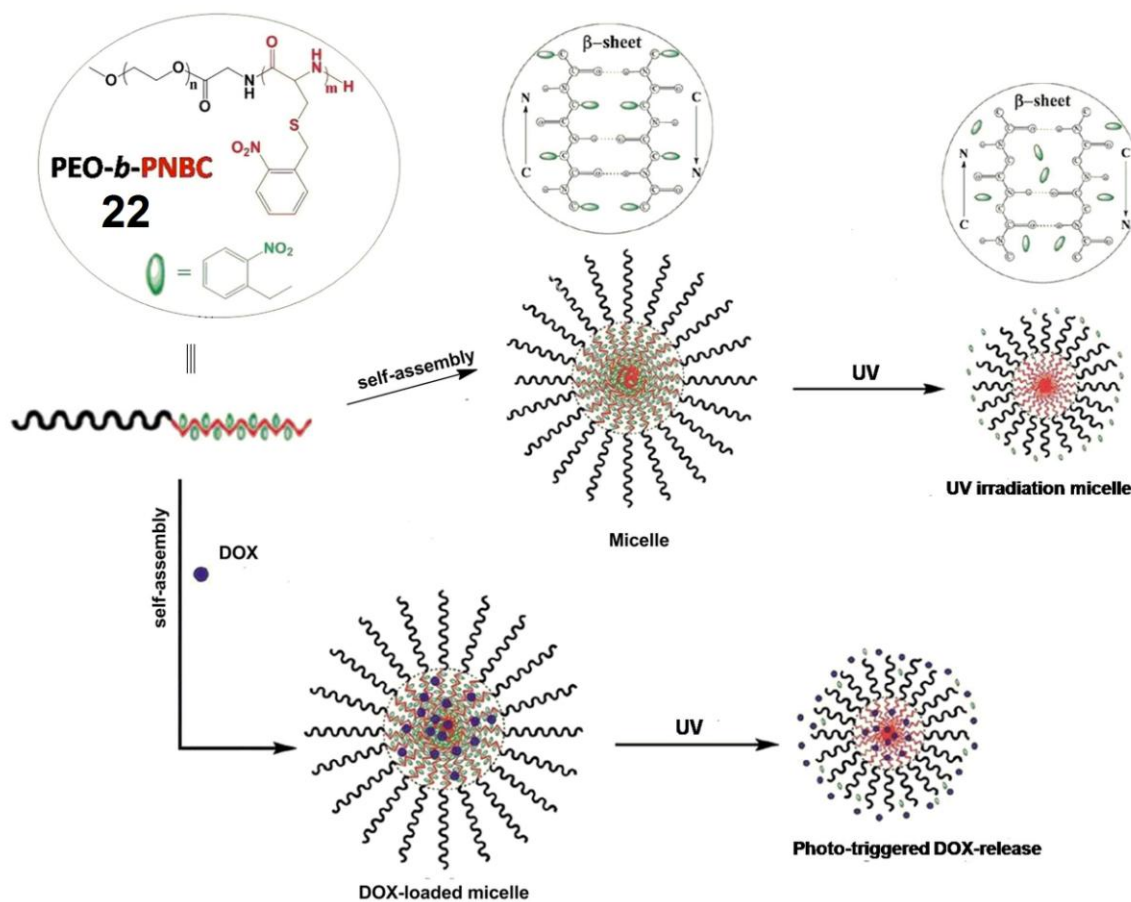 O
H
N
O
O
n
O
N
H
m
H
S
O₂N
PEO-b-PNBC
22
=
NO₂
β-sheet
N
C
C
N
β-sheet
N
C
C
N
self-assembly
UV
UV irradiation micelle
Micelle
self-assembly
DOX
UV
Photo-triggered DOX-release
DOX-loaded micelle